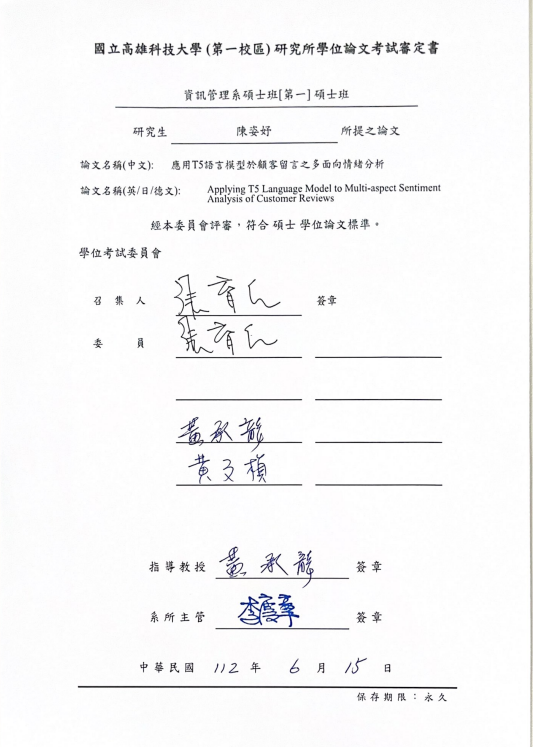 國立高雄科技大學 (第一校區) 研究所學位論文考試審定書
資訊管理系碩士班[第一] 碩士班
研究生 陳姿妤 所提之論文
論文名稱(中文): 應用T5語言模型於顧客留言之多面向情緒分析
論文名稱(英/日/德文): Applying T5 Language Model to Multi-aspect Sentiment
Analysis of Customer Reviews
經本委員會評審,符合 碩士 學位論文標準。
學位考試委員會
召集人 張育仁 簽章
委員 張育仁
黃承龍
黃文楨
指導教授 黃承龍 簽章
系所主管 簽章
中華民國 112 年 6 月 15 日
保存期限:永久